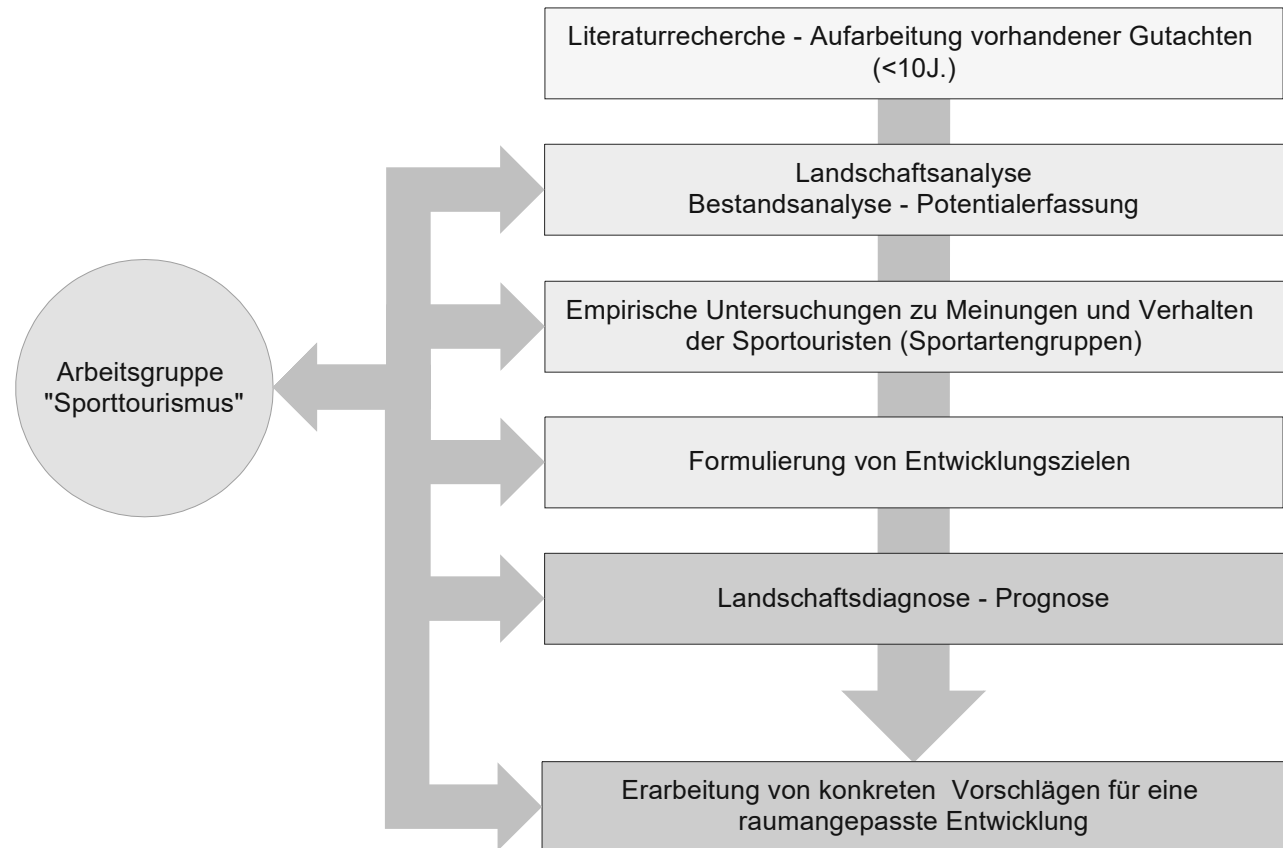 Literaturrecherche - Aufarbeitung vorhandener Gutachten
(<10J.)
Landschaftsanalyse
Bestandsanalyse - Potentialerfassung
Empirische Untersuchungen zu Meinungen und Verhalten
der Sportouristen (Sportartengruppen)
Arbeitsgruppe
"Sporttourismus"
Formulierung von Entwicklungszielen
Landschaftsdiagnose - Prognose
Erarbeitung von konkreten  Vorschlägen für eine
raumangepasste Entwicklung